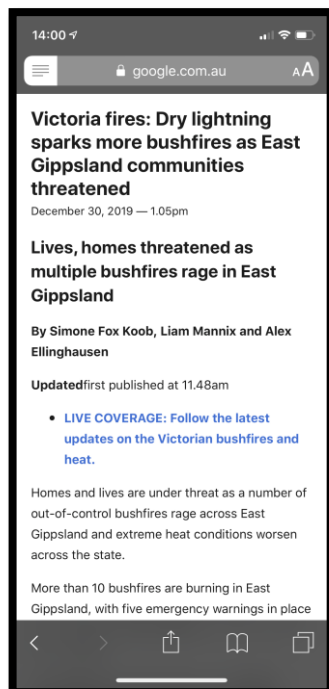 14:00
google.com.au
AA
Victoria fires: Dry lightning
sparks more bushfires as East
Gippsland communities
threatened
December 30, 2019 — 1.05pm
Lives, homes threatened as
multiple bushfires rage in East
Gippsland
By Simone Fox Koob, Liam Mannix and Alex
Ellinghausen
Updatedfirst published at 11.48am
• LIVE COVERAGE: Follow the latest
updates on the Victorian bushfires and
heat.
Homes and lives are under threat as a number of
out-of-control bushfires rage across East
Gippsland and extreme heat conditions worsen
across the state.
More than 10 bushfires are burning in East
Gippsland, with five emergency warnings in place